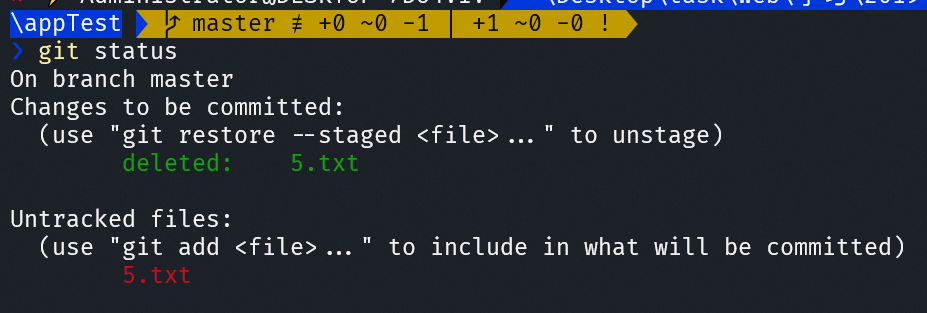 \appTest master ≢ +0 ~0 -1 | +1 ~0 -0 !
❯ git status
On branch master
Changes to be committed:
(use "git restore --staged <file>..." to unstage)
deleted: 5.txt
Untracked files:
(use "git add <file>..." to include in what will be committed)
5.txt